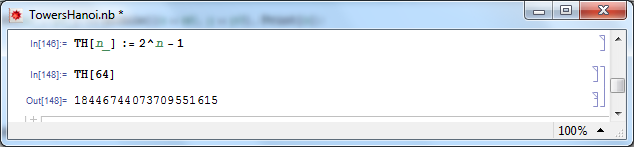 TowersHanoi.nb *
In[146]:= TH[n_] := 2^n - 1
In[148]:= TH[64]
Out[148]= 18446744073709551615
100%